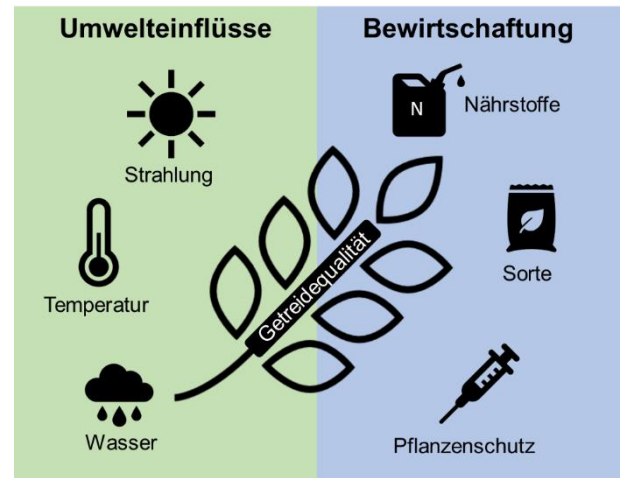 Umwelteinflüsse
Strahlung
Temperatur
Wasser
Getreidequalität
Bewirtschaftung
N
Nährstoffe
Sorte
Pflanzenschutz